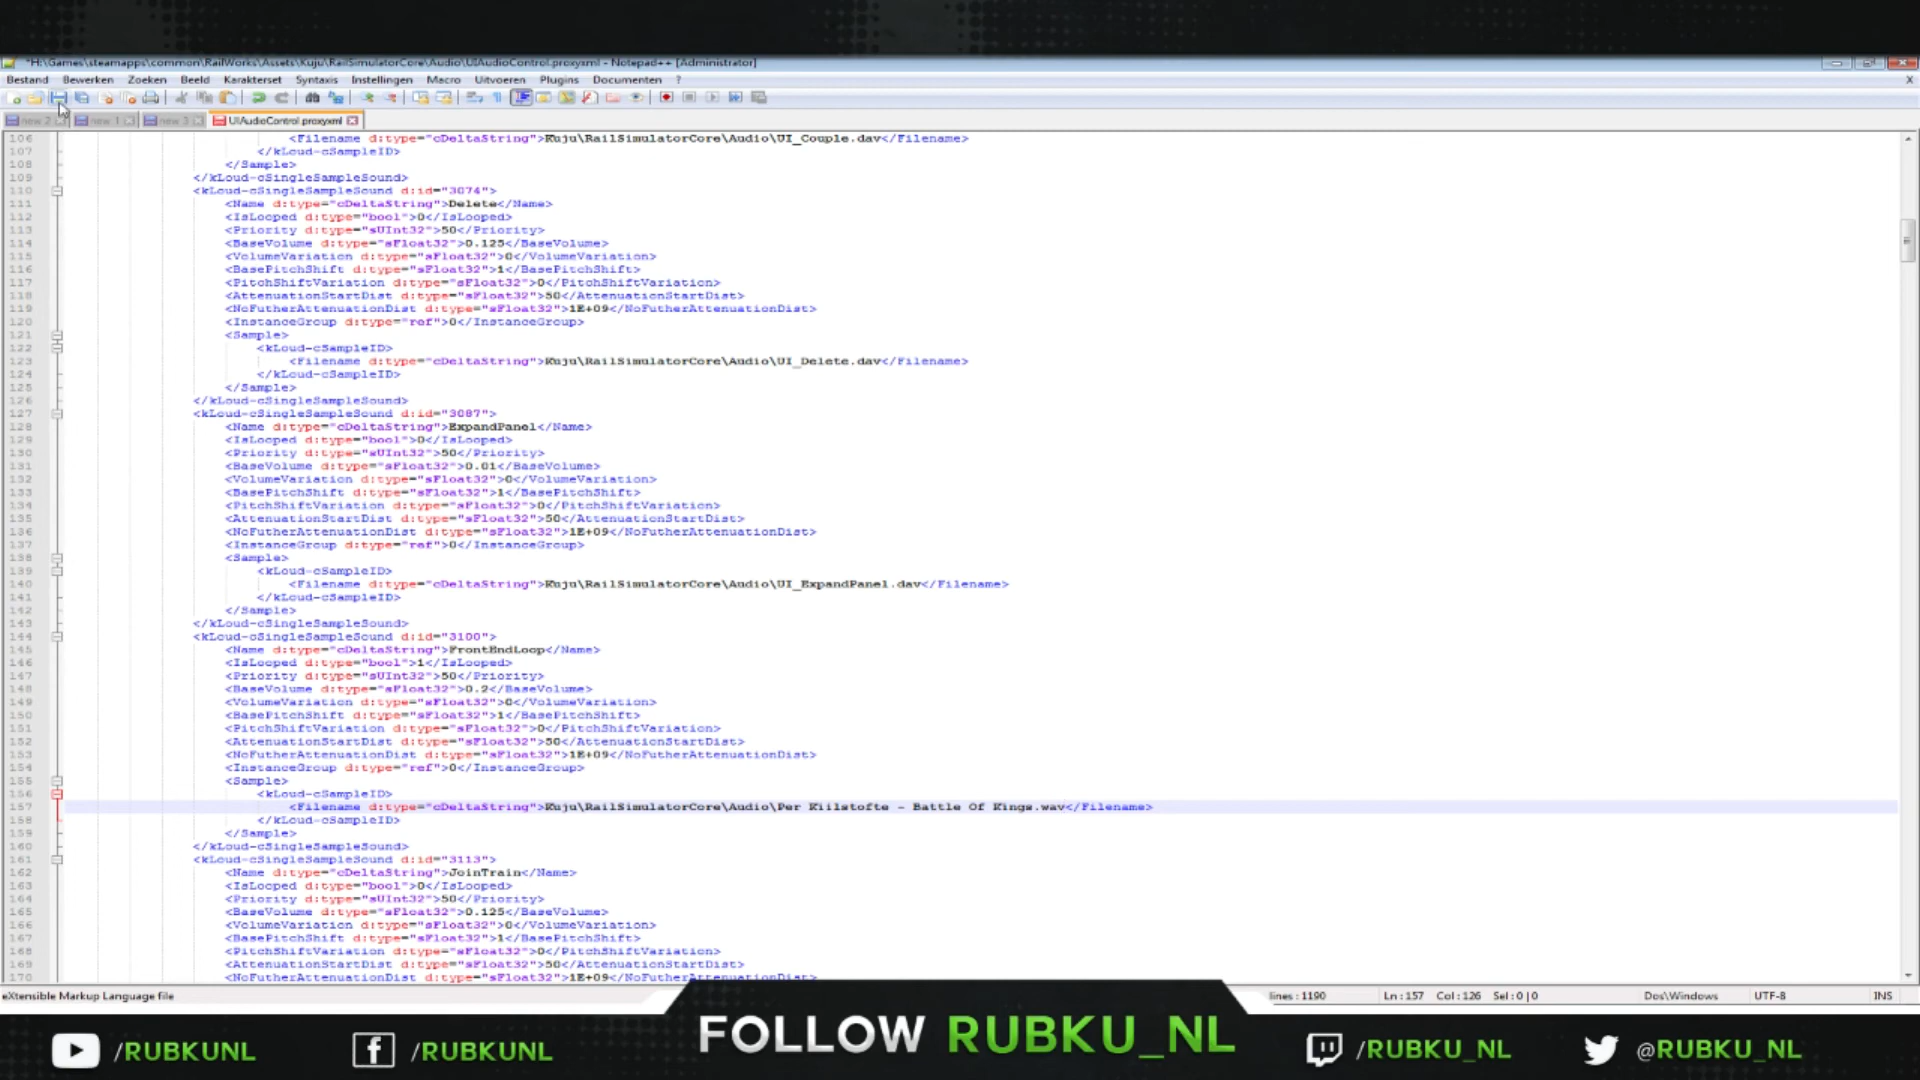 *H:\Games\steamapps\common\RailWorks\Assets\Kuju\RailSimulatorCore\Audio\UIAudioControl.proxyxml - Notepad++ [Administrator]
Bestand Bewerken Zoeken Beeld Karakterset Syntaxis Instellingen Macro Uitvoeren Plugins Documenten ? X
new 2 new 1 new 3 UIAudioControl.proxyxml
106 <Filename d:type="cDeltaString">Kuju\RailSimulatorCore\Audio\UI_Couple.dav</Filename>
107 </kLoud-cSampleID>
108 </Sample>
109 </kLoud-cSingleSampleSound>
110 <kLoud-cSingleSampleSound d:id="3074">
111 <Name d:type="cDeltaString">Delete</Name>
112 <IsLooped d:type="bool">0</IsLooped>
113 <Priority d:type="sUInt32">50</Priority>
114 <BaseVolume d:type="sFloat32">0.125</BaseVolume>
115 <VolumeVariation d:type="sFloat32">0</VolumeVariation>
116 <BasePitchShift d:type="sFloat32">1</BasePitchShift>
117 <PitchShiftVariation d:type="sFloat32">0</PitchShiftVariation>
118 <AttenuationStartDist d:type="sFloat32">50</AttenuationStartDist>
119 <NoFutherAttenuationDist d:type="sFloat32">1E+09</NoFutherAttenuationDist>
120 <InstanceGroup d:type="ref">0</InstanceGroup>
121 <Sample>
122 <kLoud-cSampleID>
123 <Filename d:type="cDeltaString">Kuju\RailSimulatorCore\Audio\UI_Delete.dav</Filename>
124 </kLoud-cSampleID>
125 </Sample>
126 </kLoud-cSingleSampleSound>
127 <kLoud-cSingleSampleSound d:id="3087">
128 <Name d:type="cDeltaString">ExpandPanel</Name>
129 <IsLooped d:type="bool">0</IsLooped>
130 <Priority d:type="sUInt32">50</Priority>
131 <BaseVolume d:type="sFloat32">0.01</BaseVolume>
132 <VolumeVariation d:type="sFloat32">0</VolumeVariation>
133 <BasePitchShift d:type="sFloat32">1</BasePitchShift>
134 <PitchShiftVariation d:type="sFloat32">0</PitchShiftVariation>
135 <AttenuationStartDist d:type="sFloat32">50</AttenuationStartDist>
136 <NoFutherAttenuationDist d:type="sFloat32">1E+09</NoFutherAttenuationDist>
137 <InstanceGroup d:type="ref">0</InstanceGroup>
138 <Sample>
139 <kLoud-cSampleID>
140 <Filename d:type="cDeltaString">Kuju\RailSimulatorCore\Audio\UI_ExpandPanel.dav</Filename>
141 </kLoud-cSampleID>
142 </Sample>
143 </kLoud-cSingleSampleSound>
144 <kLoud-cSingleSampleSound d:id="3100">
145 <Name d:type="cDeltaString">FrontEndLoop</Name>
146 <IsLooped d:type="bool">1</IsLooped>
147 <Priority d:type="sUInt32">50</Priority>
148 <BaseVolume d:type="sFloat32">0.2</BaseVolume>
149 <VolumeVariation d:type="sFloat32">0</VolumeVariation>
150 <BasePitchShift d:type="sFloat32">1</BasePitchShift>
151 <PitchShiftVariation d:type="sFloat32">0</PitchShiftVariation>
152 <AttenuationStartDist d:type="sFloat32">50</AttenuationStartDist>
153 <NoFutherAttenuationDist d:type="sFloat32">1E+09</NoFutherAttenuationDist>
154 <InstanceGroup d:type="ref">0</InstanceGroup>
155 <Sample>
156 <kLoud-cSampleID>
157 <Filename d:type="cDeltaString">Kuju\RailSimulatorCore\Audio\Per Kiilstofte - Battle Of Kings.wav</Filename>
158 </kLoud-cSampleID>
159 </Sample>
160 </kLoud-cSingleSampleSound>
161 <kLoud-cSingleSampleSound d:id="3113">
162 <Name d:type="cDeltaString">JoinTrain</Name>
163 <IsLooped d:type="bool">0</IsLooped>
164 <Priority d:type="sUInt32">50</Priority>
165 <BaseVolume d:type="sFloat32">0.125</BaseVolume>
166 <VolumeVariation d:type="sFloat32">0</VolumeVariation>
167 <BasePitchShift d:type="sFloat32">1</BasePitchShift>
168 <PitchShiftVariation d:type="sFloat32">0</PitchShiftVariation>
169 <AttenuationStartDist d:type="sFloat32">50</AttenuationStartDist>
170 <NoFutherAttenuationDist d:type="sFloat32">1E+09</NoFutherAttenuationDist>
eXtensible Markup Language file lines : 1190 Ln : 157 Col : 126 Sel : 0 | 0 Dos\Windows UTF-8 INS
/RUBKUNL /RUBKUNL FOLLOW RUBKU_NL /RUBKU_NL @RUBKU_NL